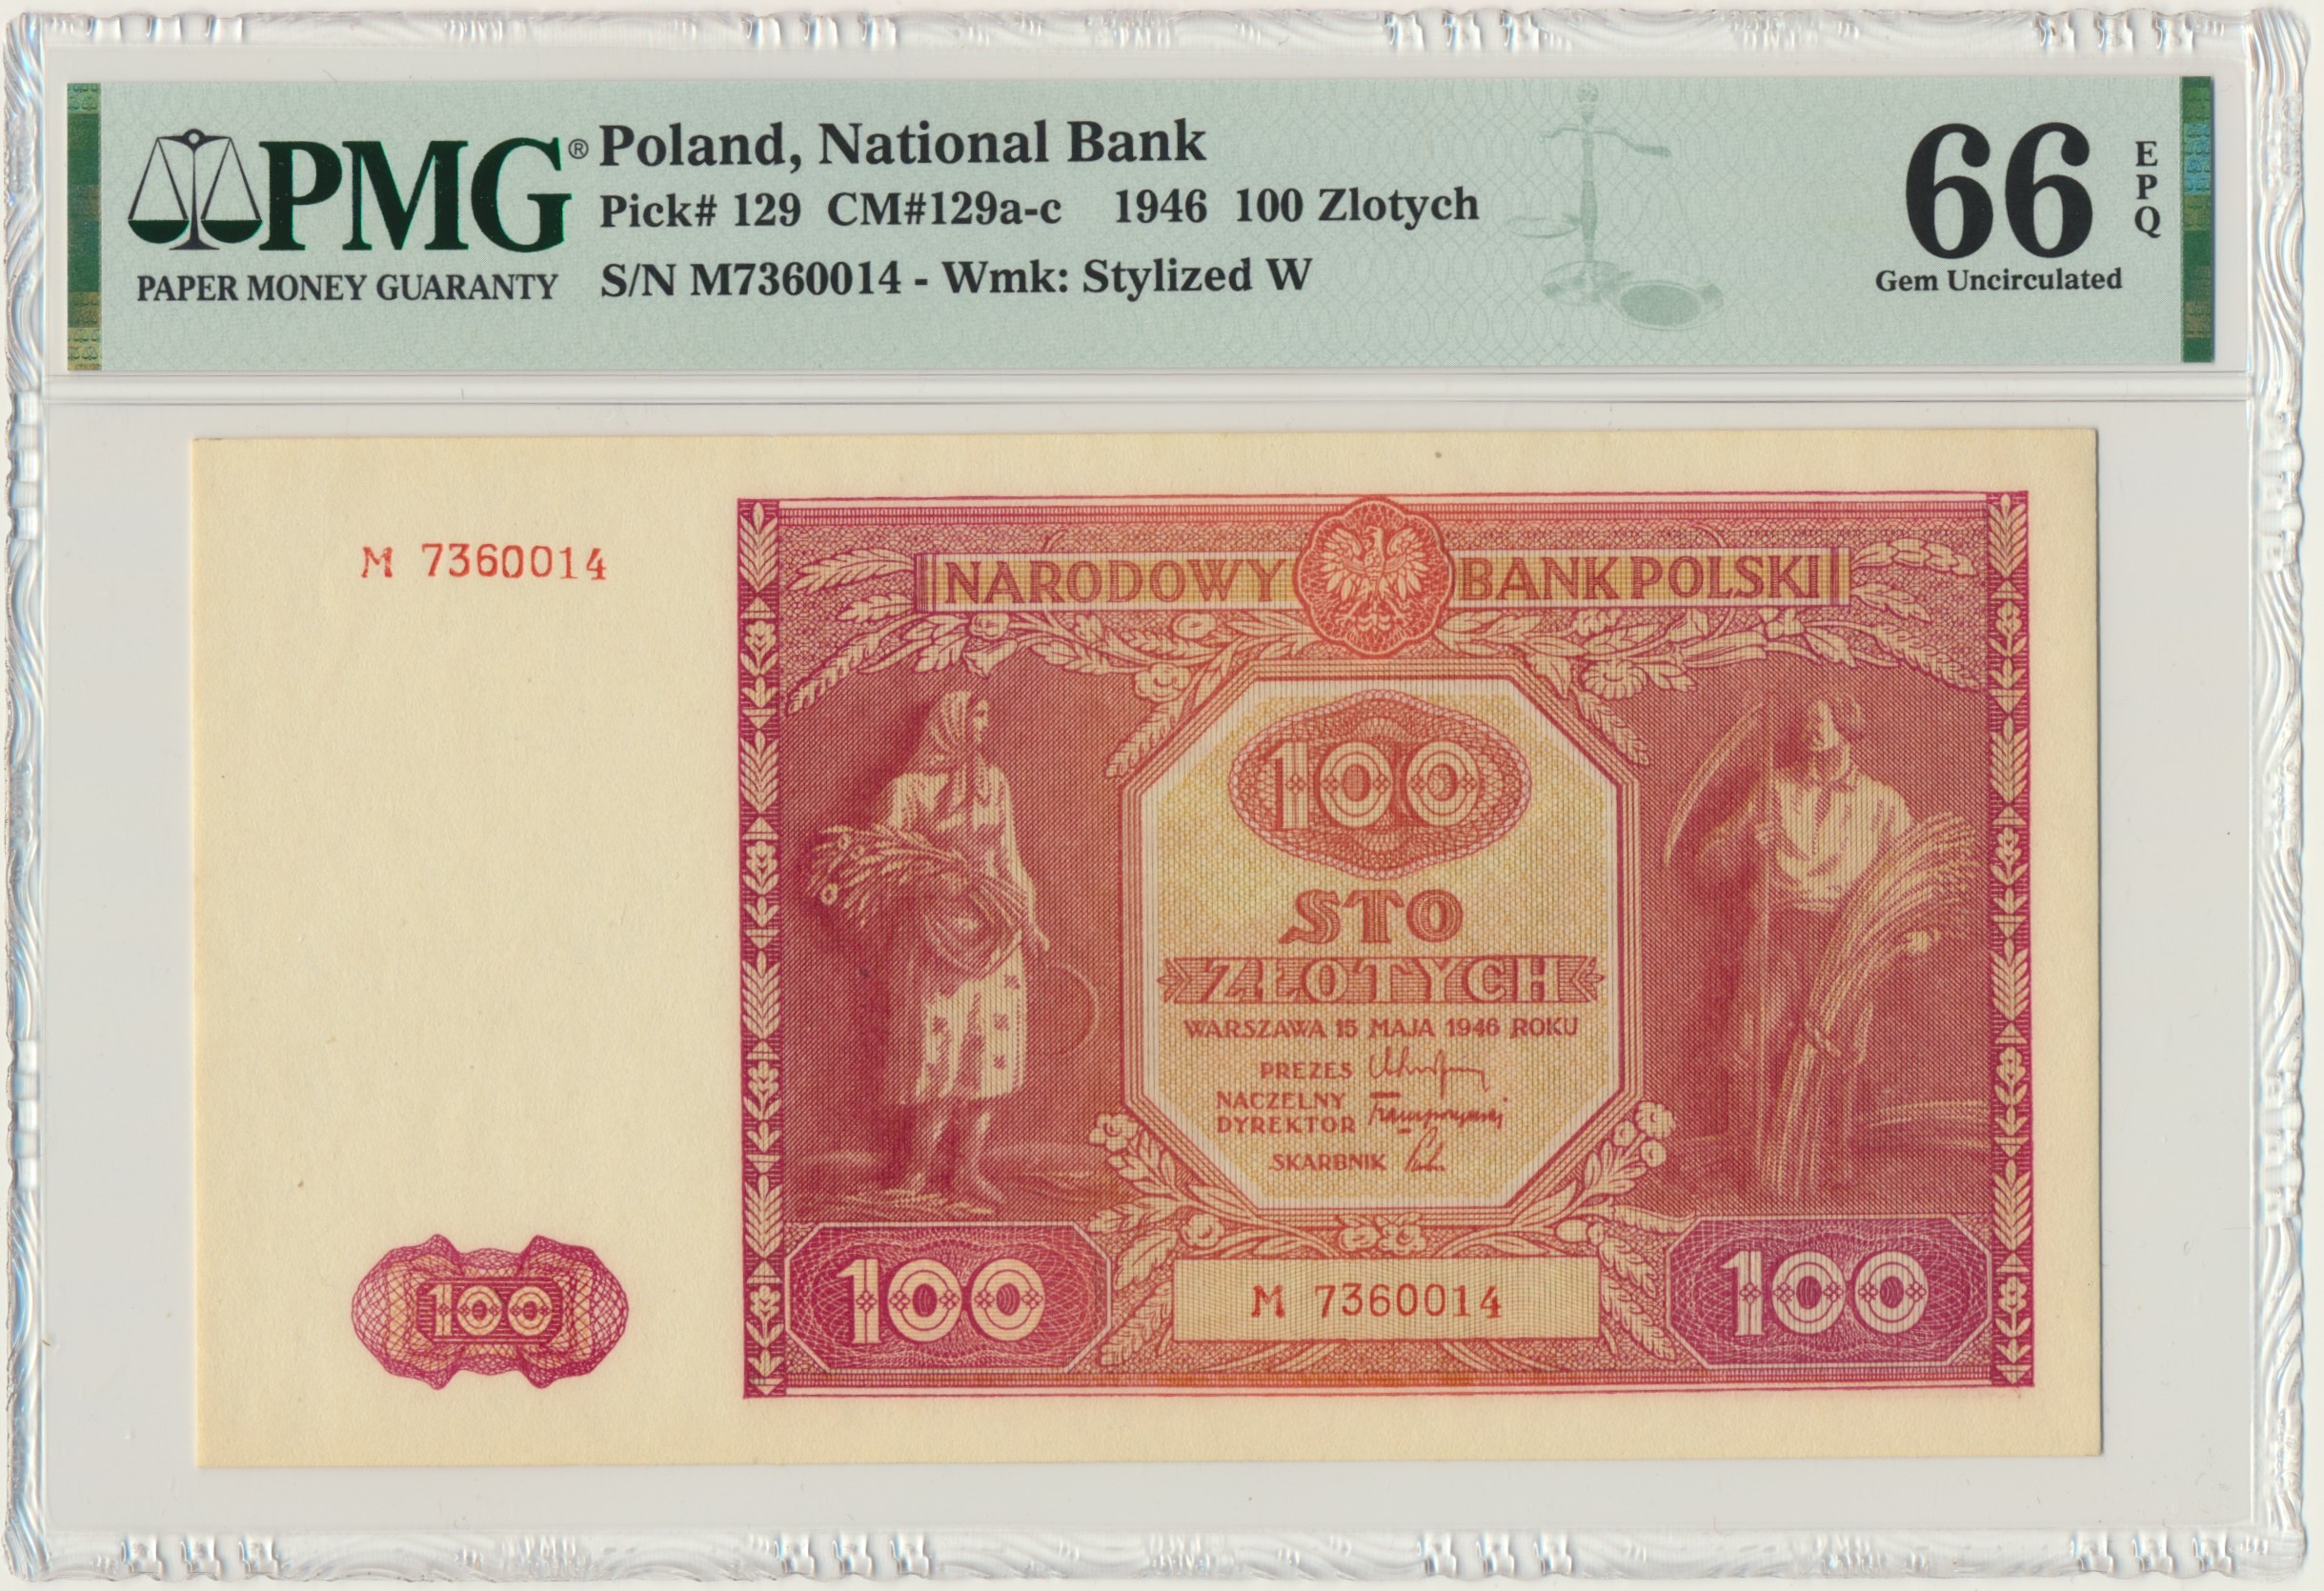 PMG®
PAPER MONEY GUARANTY
Poland, National Bank
Pick# 129 CM#129a-c 1946 100 Zlotych
S/N M7360014 - Wmk: Stylized W
66
EPQ
Gem Uncirculated
M 7360014
NARODOWY BANK POLSKI
100
STO
ZŁOTYCH
WARSZAWA 15 MAJA 1946 ROKU
PREZES
NACZELNY
DYREKTOR
SKARBNIK
100
100
M 7360014
100